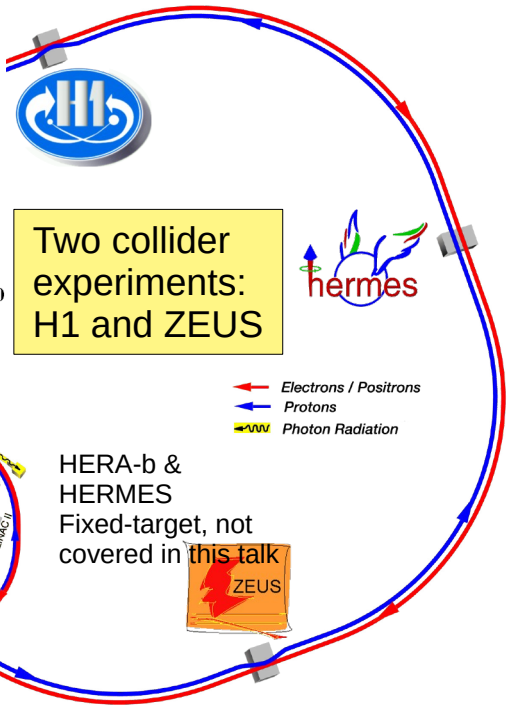 H1
Two collider
experiments:
H1 and ZEUS
hermes
Electrons / Positrons
Protons
Photon Radiation
HERA-b &
HERMES
Fixed-target, not
covered in this talk
ZEUS